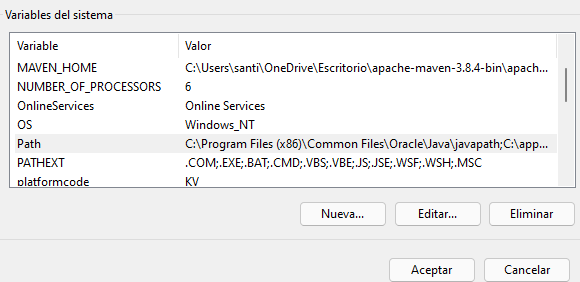 Variables del sistema
Variable Valor
MAVEN_HOME C:\Users\santi\OneDrive\Escritorio\apache-maven-3.8.4-bin\apach...
NUMBER_OF_PROCESSORS 6
OnlineServices Online Services
OS Windows_NT
Path C:\Program Files (x86)\Common Files\Oracle\Java\javapath;C:\app...
PATHEXT .COM;.EXE;.BAT;.CMD;.VBS;.VBE;.JS;.JSE;.WSF;.WSH;.MSC
platformcode KV
Nueva... Editar... Eliminar
Aceptar Cancelar